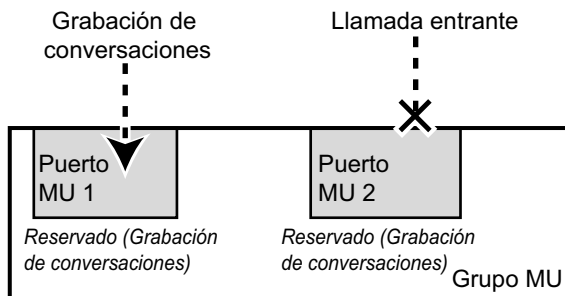 Grabación de
conversaciones
Llamada entrante
Puerto
MU 1
Puerto
MU 2
Reservado (Grabación
de conversaciones)
Reservado (Grabación
de conversaciones)
Grupo MU